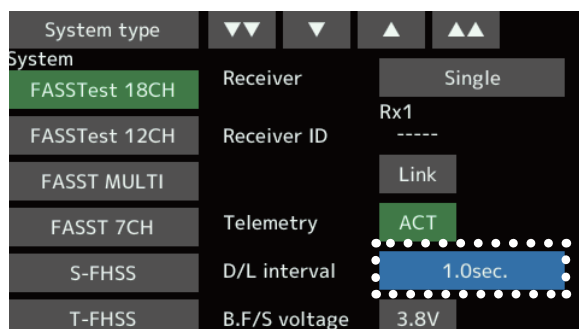 System type ▼▼ ▼ ▲ ▲▲
System
FASSTest 18CH Receiver Single
Rx1
FASSTest 12CH Receiver ID -----
FASST MULTI Link
FASST 7CH Telemetry ACT
S-FHSS D/L interval 1.0sec.
T-FHSS B.F/S voltage 3.8V